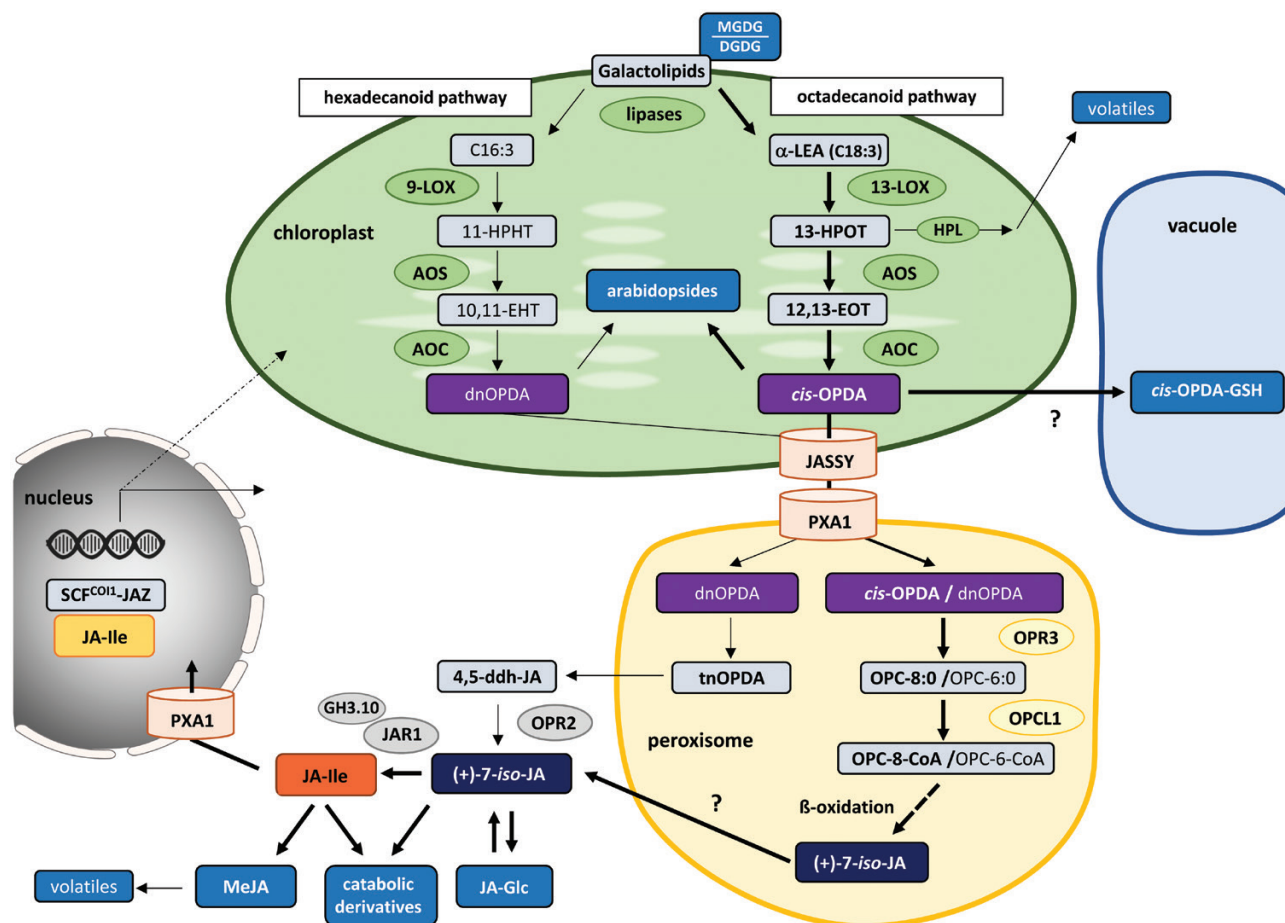 MGDG
DGDG
Galactolipids
hexadecanoid pathway
octadecanoid pathway
lipases
volatiles
C16:3
α-LEA (C18:3)
9-LOX
13-LOX
chloroplast
11-HPHT
13-HPOT
HPL
vacuole
AOS
AOS
arabidopsides
10,11-EHT
12,13-EOT
AOC
AOC
dnOPDA
cis-OPDA
cis-OPDA-GSH
?
JASSY
nucleus
PXA1
SCFCOI1-JAZ
JA-Ile
dnOPDA
cis-OPDA / dnOPDA
OPR3
4,5-ddh-JA
tnOPDA
OPC-8:0 /OPC-6:0
GH3.10
PXA1
JAR1
OPR2
OPCL1
peroxisome
OPC-8-CoA /OPC-6-CoA
JA-Ile
(+)-7-iso-JA
?
ß-oxidation
(+)-7-iso-JA
volatiles
MeJA
catabolic
derivatives
JA-Glc